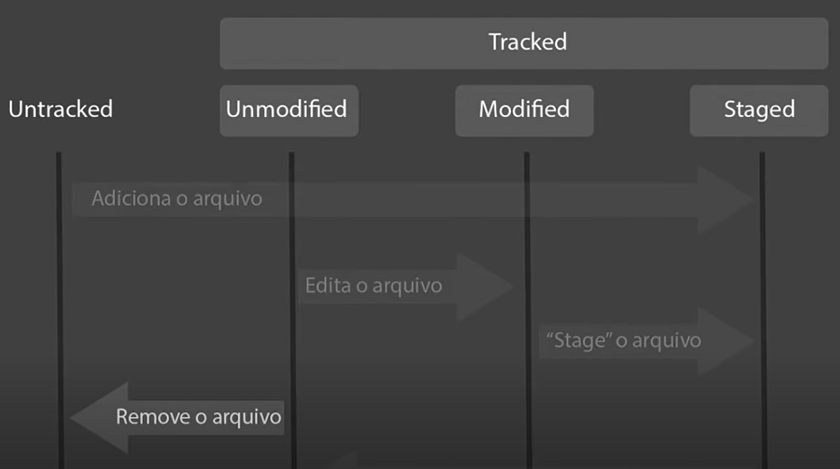 Tracked
Untracked Unmodified Modified Staged
Adiciona o arquivo
Edita o arquivo
“Stage” o arquivo
Remove o arquivo